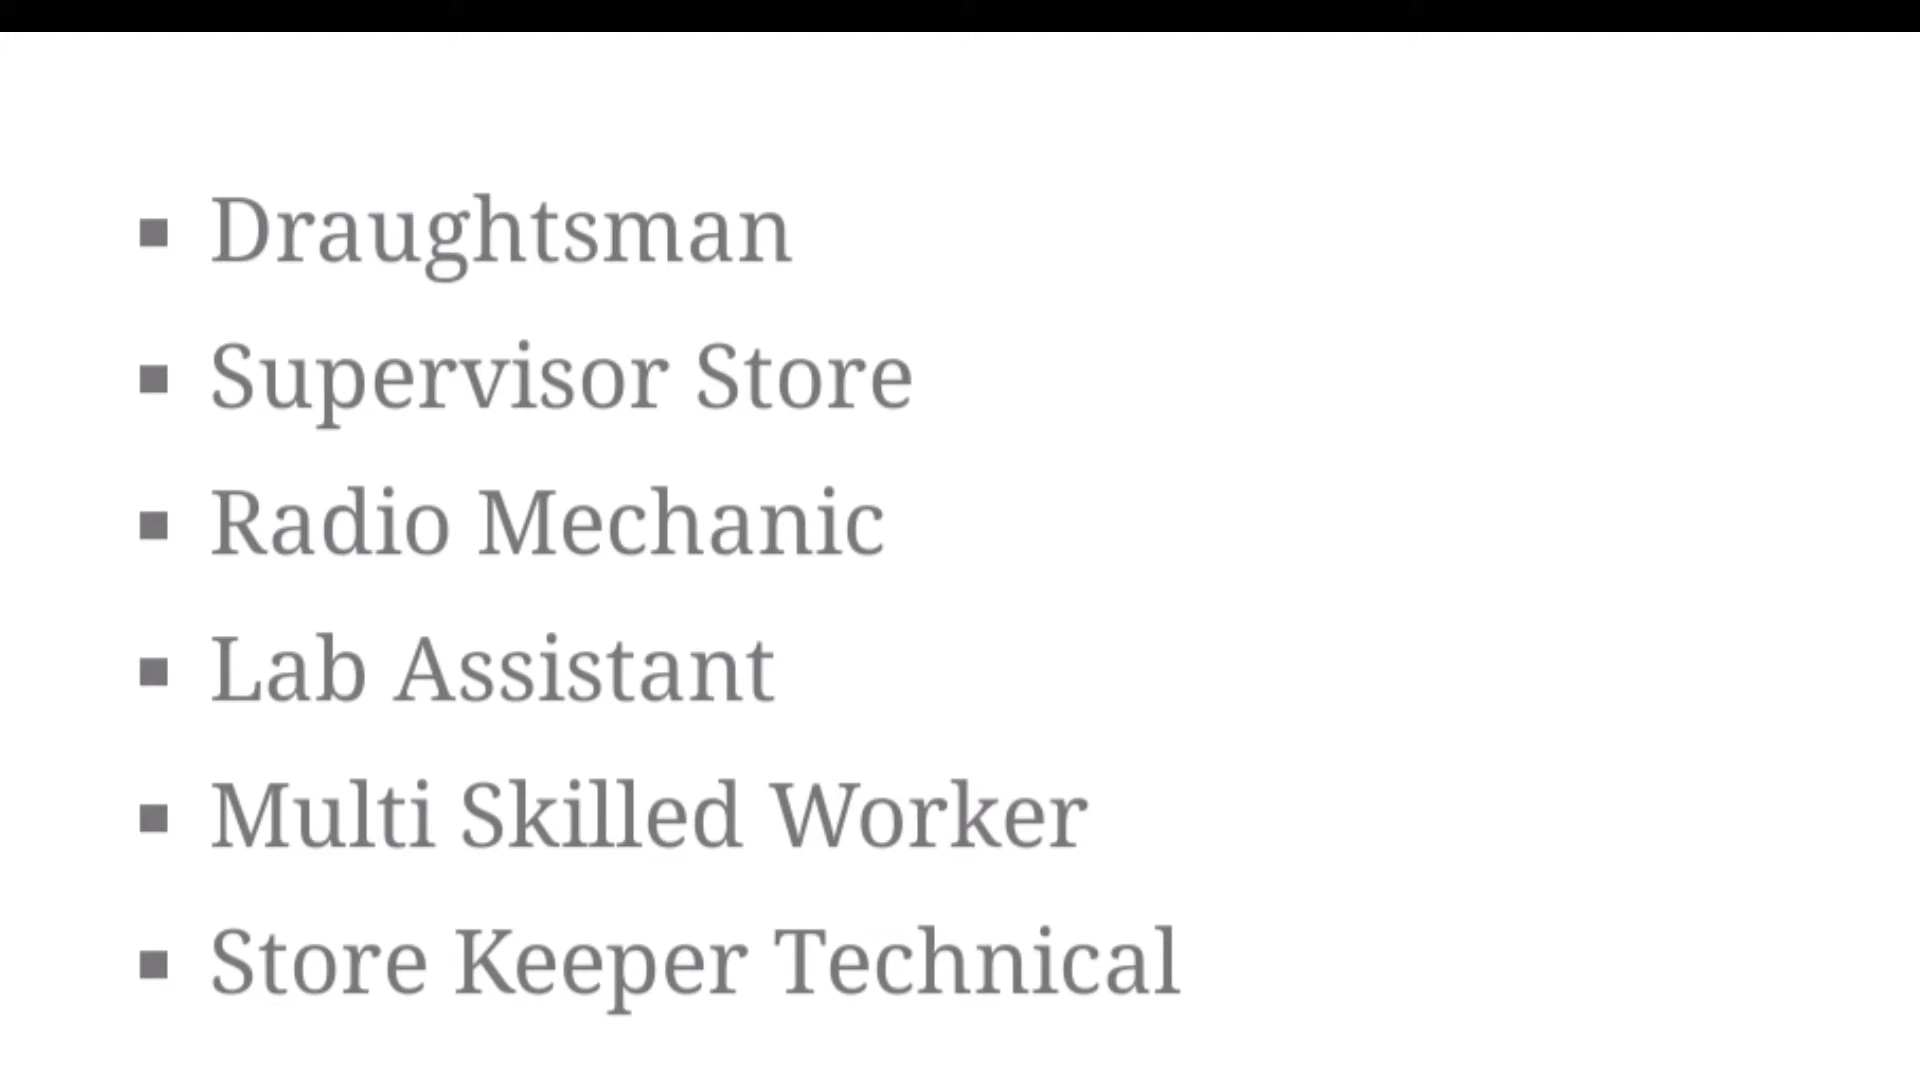 ▪ Draughtsman
▪ Supervisor Store
▪ Radio Mechanic
▪ Lab Assistant
▪ Multi Skilled Worker
▪ Store Keeper Technical